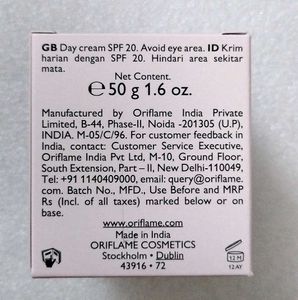 GB Day cream SPF 20. Avoid eye area. ID Krim
harian dengan SPF 20. Hindari area sekitar
mata.
Net Content.
℮ 50 g 1.6 oz.
Manufactured by Oriflame India Private
Limited, B-44, Phase-II, Noida -201305 (U.P),
INDIA. M-05/C/96. For customer feedback in
India, contact: Customer Service Executive,
Oriflame India Pvt Ltd, M-10, Ground Floor,
South Extension, Part – II, New Delhi-110049,
Tel: +91 1140409000, email: query@oriflame.
com. Batch No., MFD., Use Before and MRP
Rs (Incl. of all taxes) marked below or on
base.
www.oriflame.com
Made in India
ORIFLAME COSMETICS
Stockholm · Dublin
43916 · 72
12 M
12 AY